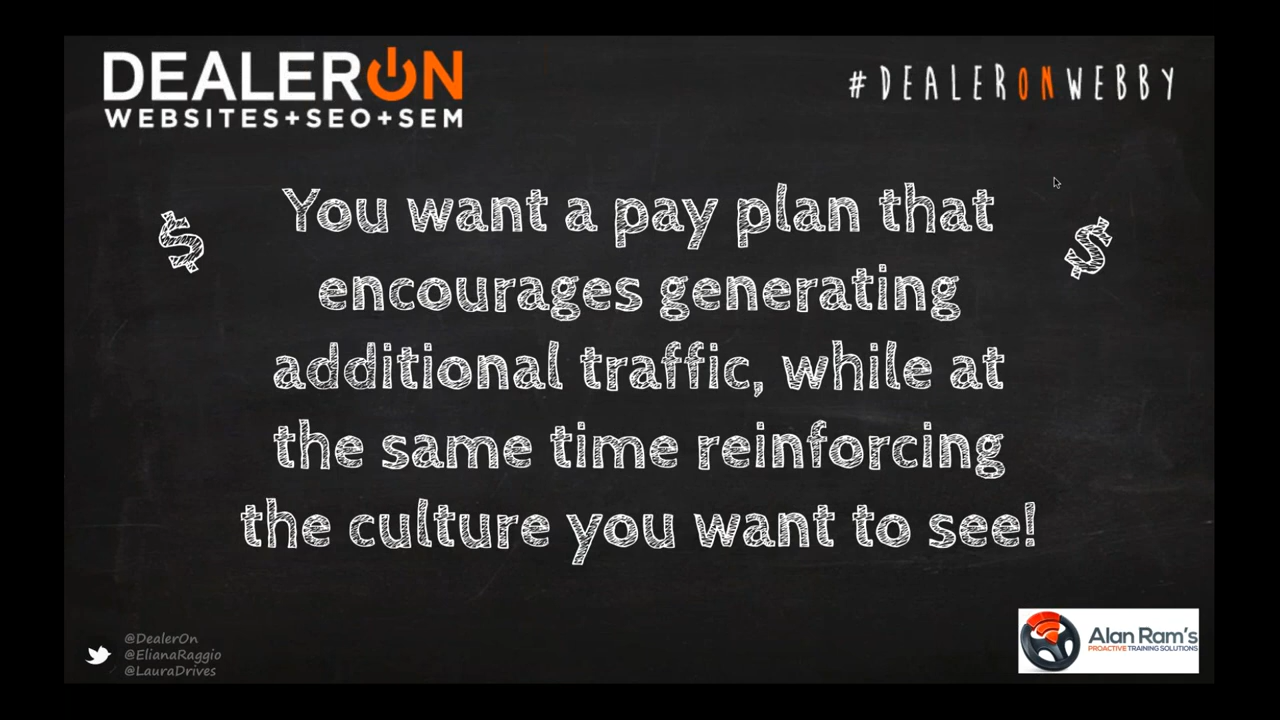 DEALERON
WEBSITES+SEO+SEM
#DEALERONWEBBY
$
$
You want a pay plan that
encourages generating
additional traffic, while at
the same time reinforcing
the culture you want to see!
@DealerOn
@ElianaRaggio
@LauraDrives
Alan Ram's
PROACTIVE TRAINING SOLUTIONS